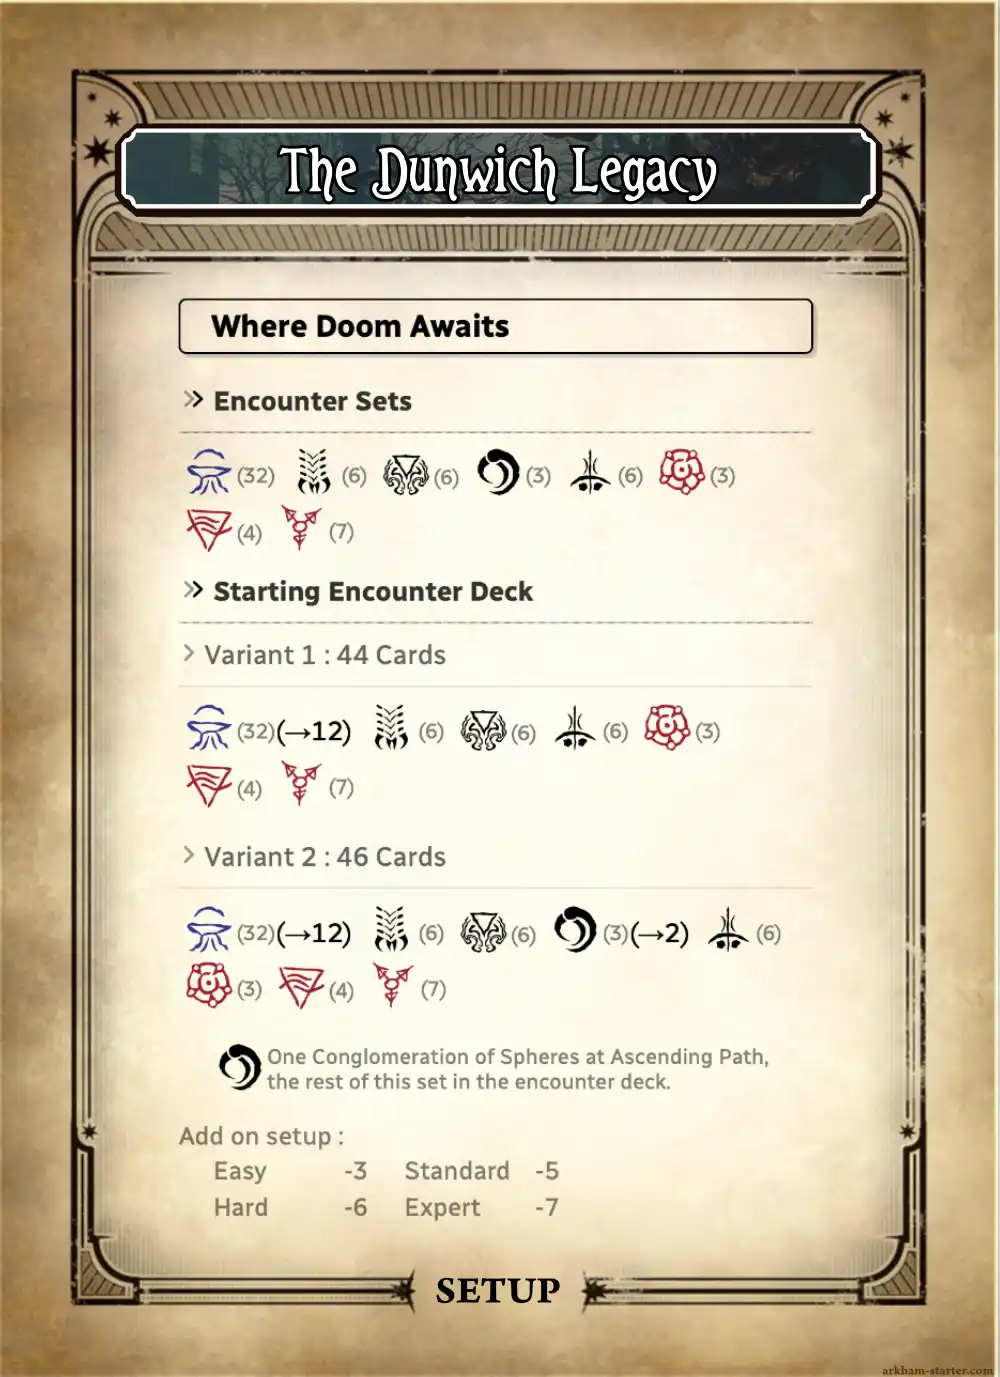 The Dunwich Legacy
Where Doom Awaits
Encounter Sets
(32) (6) (6) (3) (6) (3)
(4) (7)
Starting Encounter Deck
Variant 1 : 44 Cards
(32)(→12) (6) (6) (6) (3)
(4) (7)
Variant 2 : 46 Cards
(32)(→12) (6) (6) (3)(→2) (6)
(3) (4) (7)
One Conglomeration of Spheres at Ascending Path,
the rest of this set in the encounter deck.
Add on setup :
Easy -3 Standard -5
Hard -6 Expert -7
SETUP
arkham-starter.com